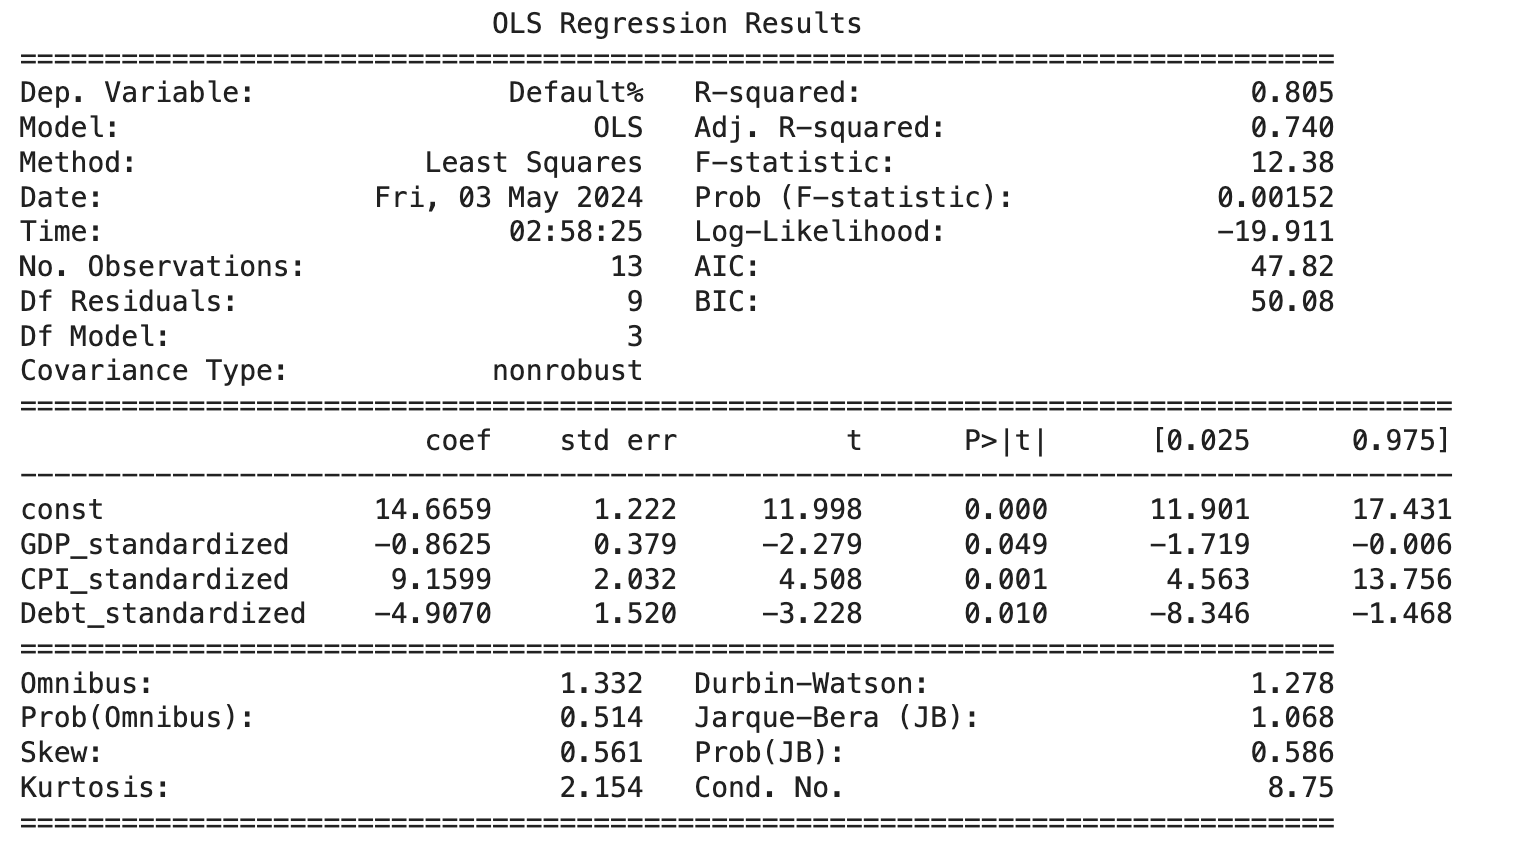 OLS Regression Results
==============================================================================
Dep. Variable:               Default%   R-squared:                       0.805
Model:                            OLS   Adj. R-squared:                  0.740
Method:                 Least Squares   F-statistic:                     12.38
Date:                Fri, 03 May 2024   Prob (F-statistic):            0.00152
Time:                        02:58:25   Log-Likelihood:                -19.911
No. Observations:                  13   AIC:                             47.82
Df Residuals:                       9   BIC:                             50.08
Df Model:                           3
Covariance Type:            nonrobust
=====================================================================================
                        coef    std err          t      P>|t|      [0.025      0.975]
-------------------------------------------------------------------------------------
const                14.6659      1.222     11.998      0.000      11.901      17.431
GDP_standardized     -0.8625      0.379     -2.279      0.049      -1.719      -0.006
CPI_standardized      9.1599      2.032      4.508      0.001       4.563      13.756
Debt_standardized    -4.9070      1.520     -3.228      0.010      -8.346      -1.468
==============================================================================
Omnibus:                        1.332   Durbin-Watson:                   1.278
Prob(Omnibus):                  0.514   Jarque-Bera (JB):                1.068
Skew:                           0.561   Prob(JB):                        0.586
Kurtosis:                       2.154   Cond. No.                         8.75
==============================================================================